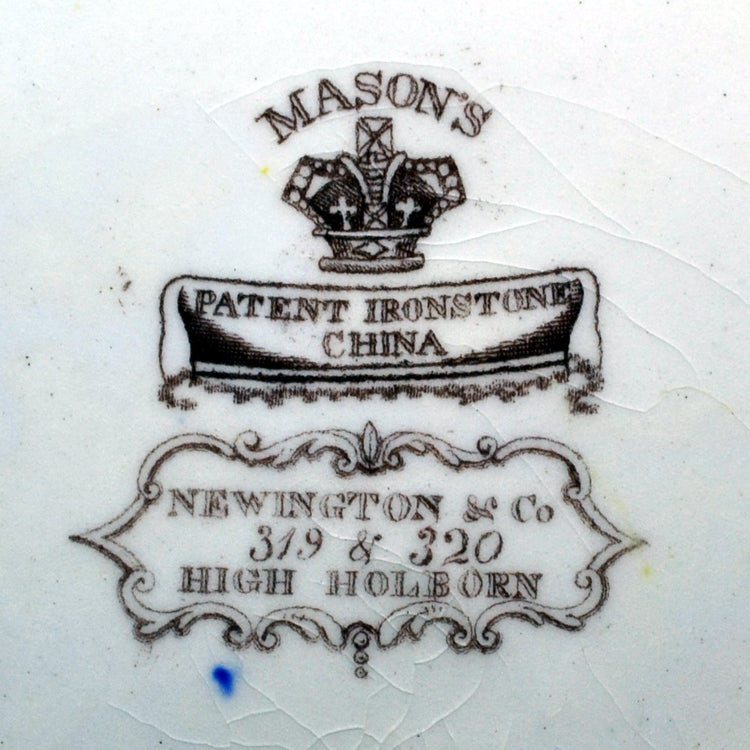 MASON'S
PATENT IRONSTONE
CHINA
NEWINGTON & Co
319 & 320
HIGH HOLBORN